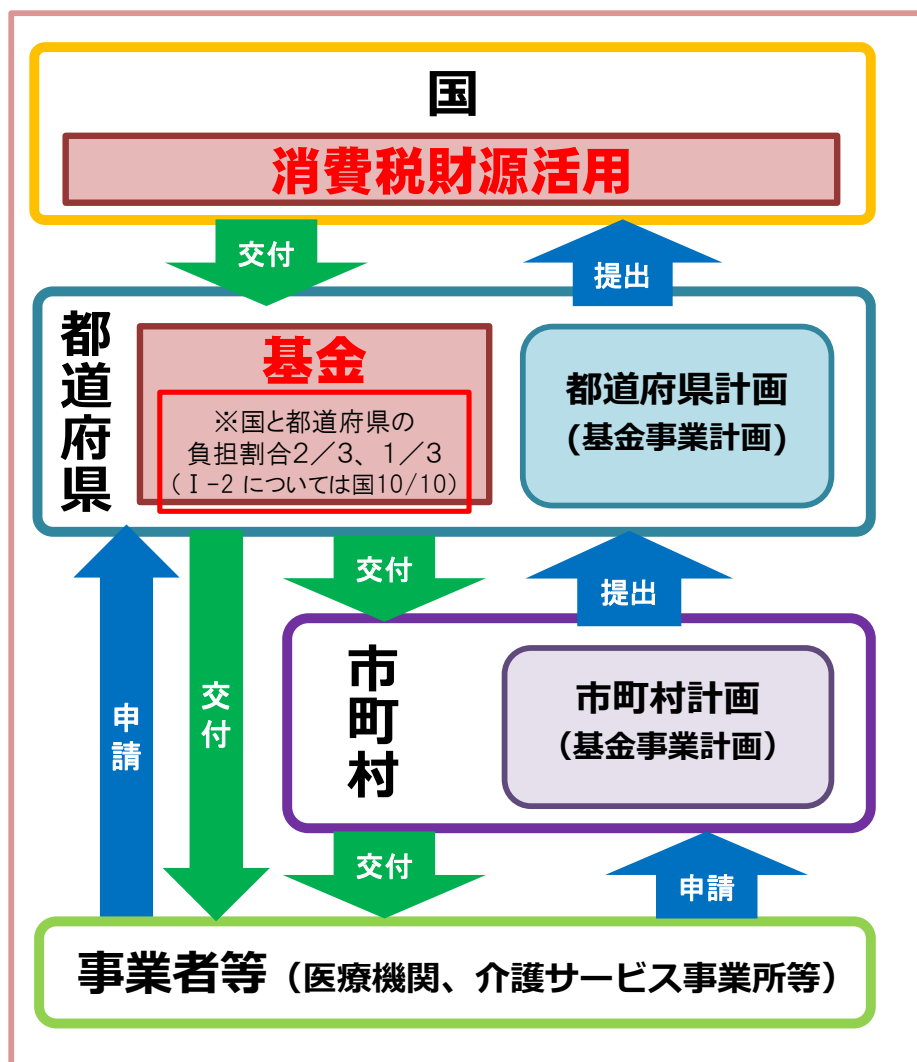 国
消費税財源活用
交付
提出
都道府県
基金
※国と都道府県の
負担割合2／3、1／3
（Ⅰ-2 については国10/10）
都道府県計画
(基金事業計画)
申請
交付
交付
提出
市町村
市町村計画
（基金事業計画）
交付
申請
事業者等（医療機関、介護サービス事業所等）